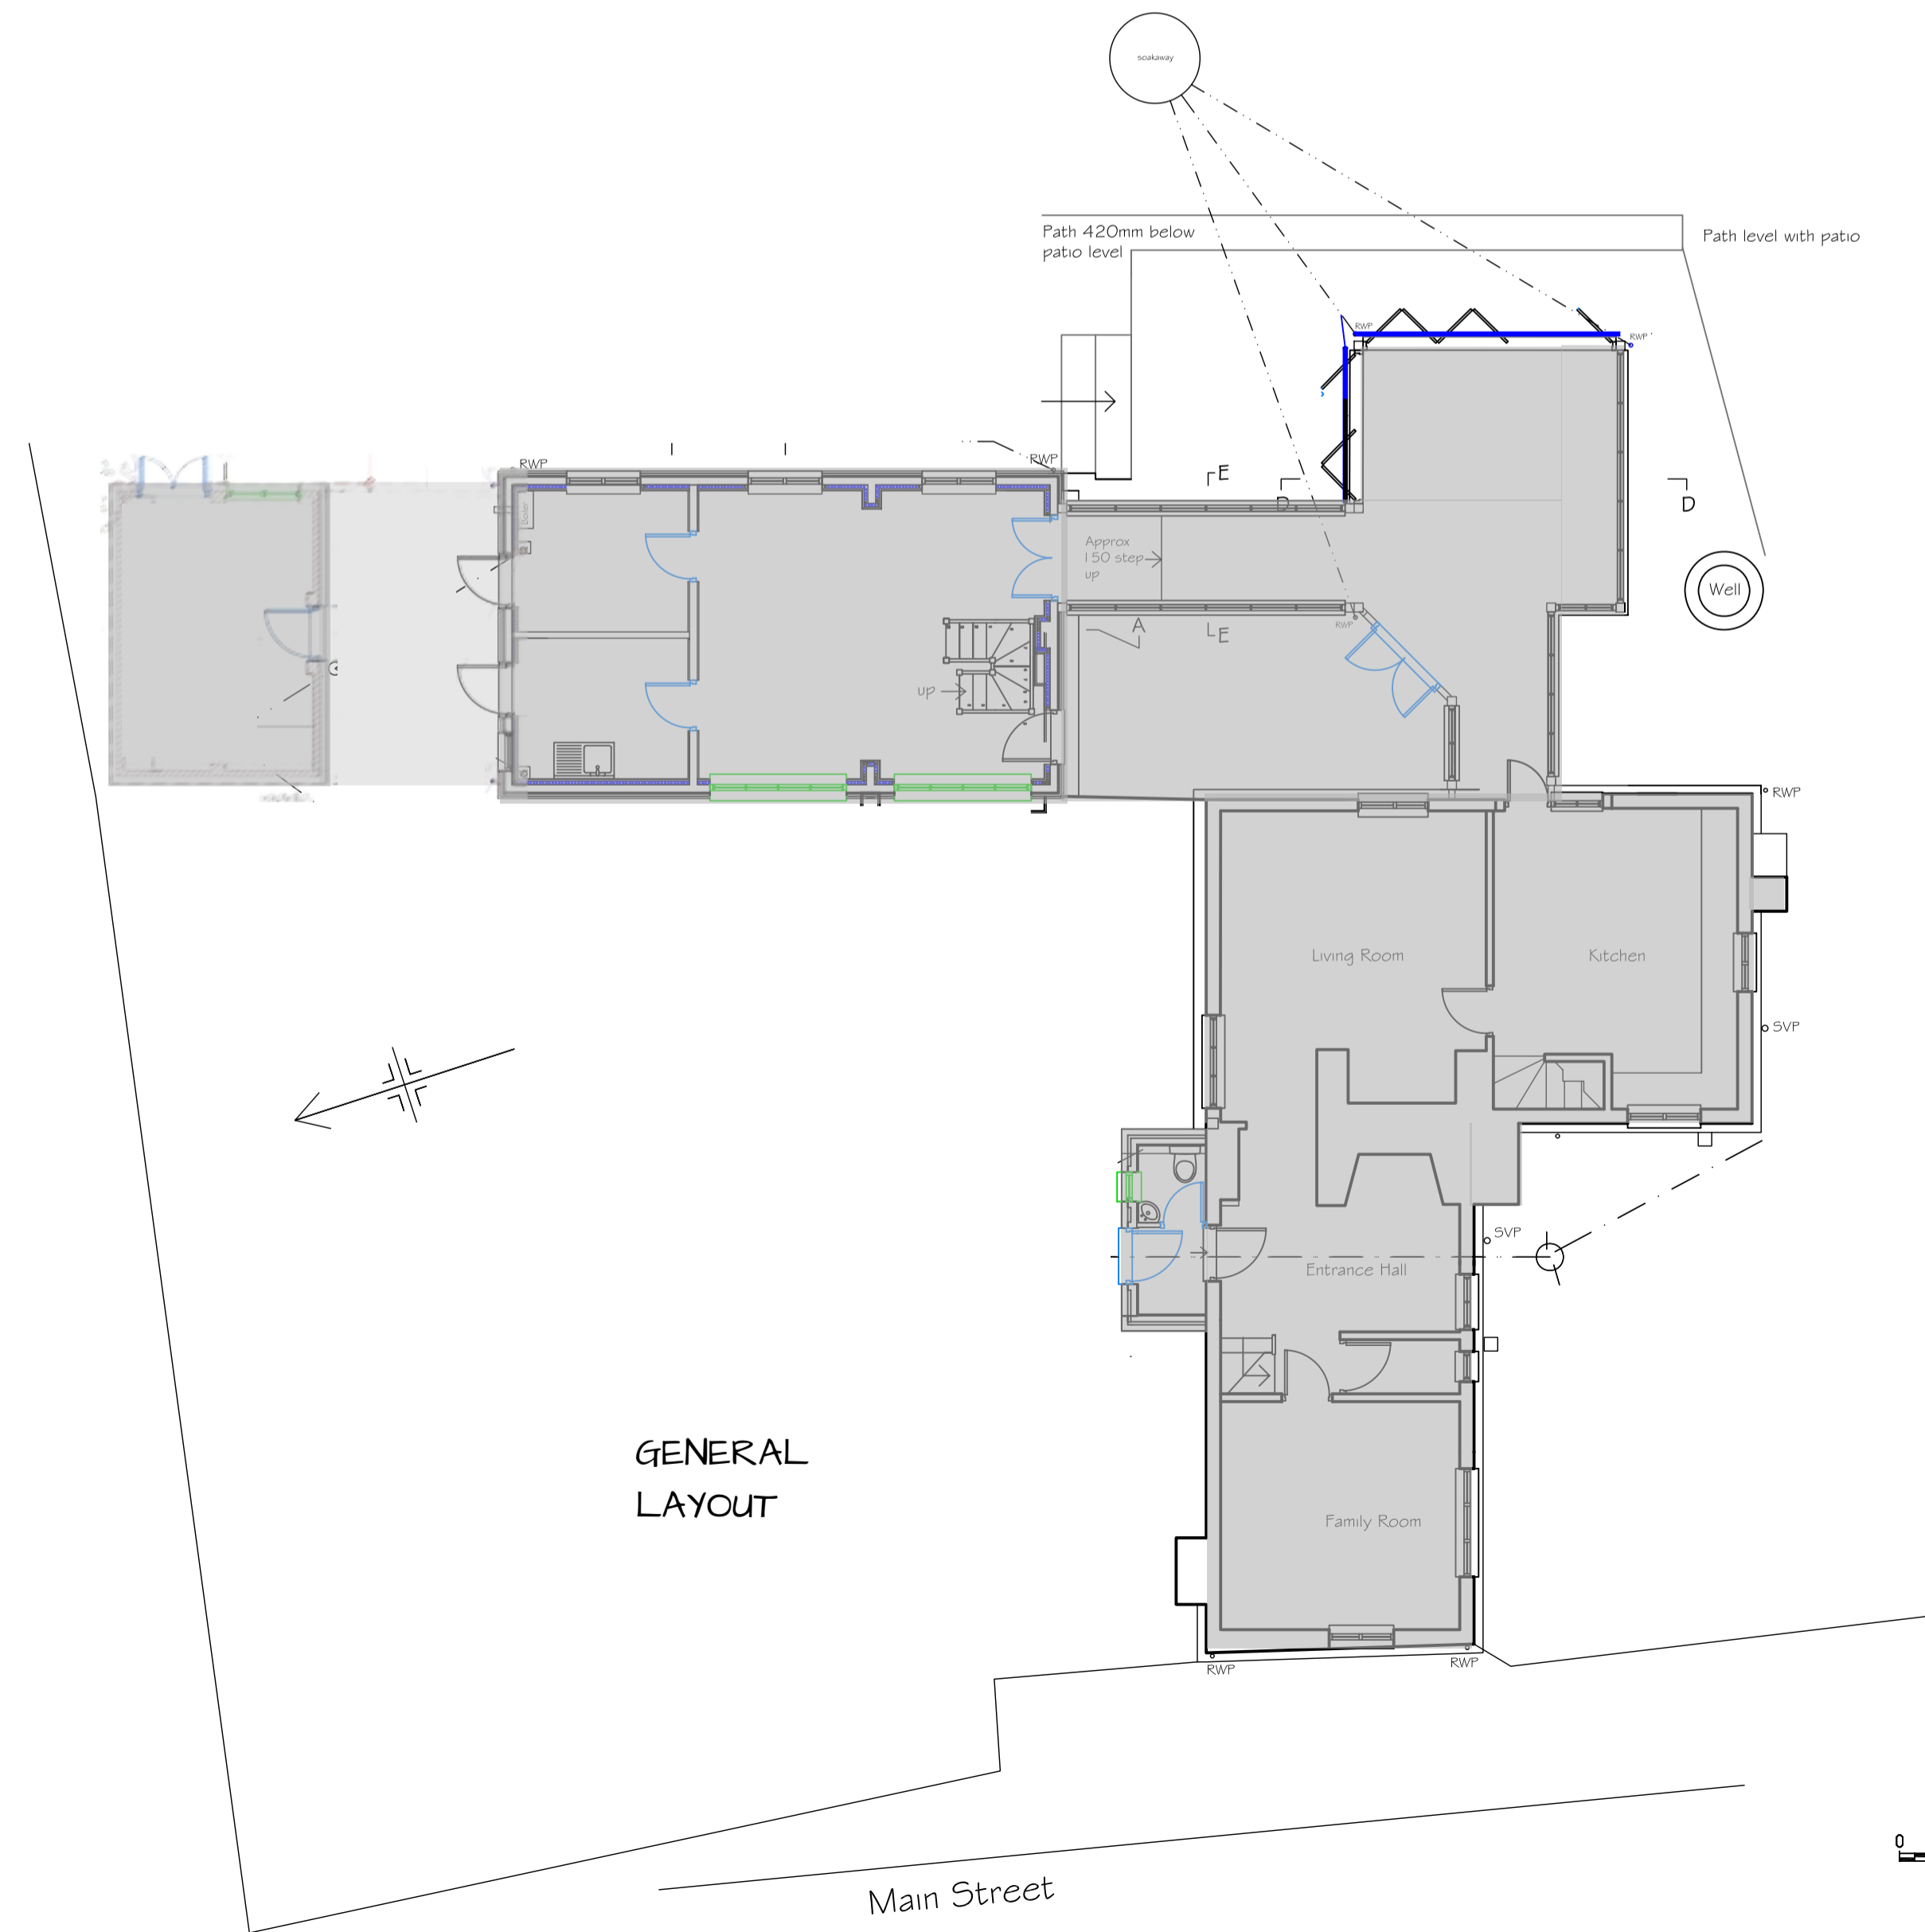 soakaway
Path 420mm below
patio level
Path level with patio
RWP
RWP
RWP
RWP
E
D
D
Boiler
Approx
150 step
up
Well
A
E
RWP
up
RWP
Living Room
Kitchen
SVP
SVP
Entrance Hall
GENERAL
LAYOUT
Family Room
RWP
RWP
Main Street
0